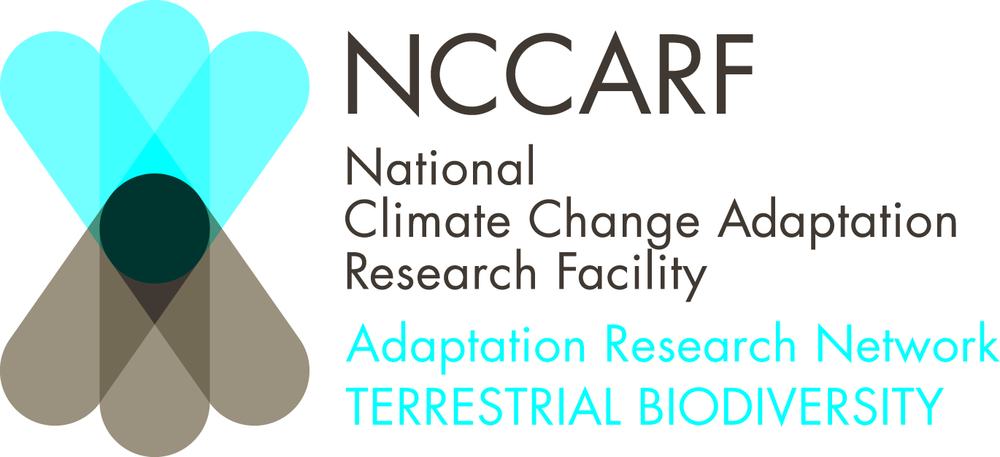 NCCARF
National
Climate Change Adaptation
Research Facility
Adaptation Research Network
TERRESTRIAL BIODIVERSITY